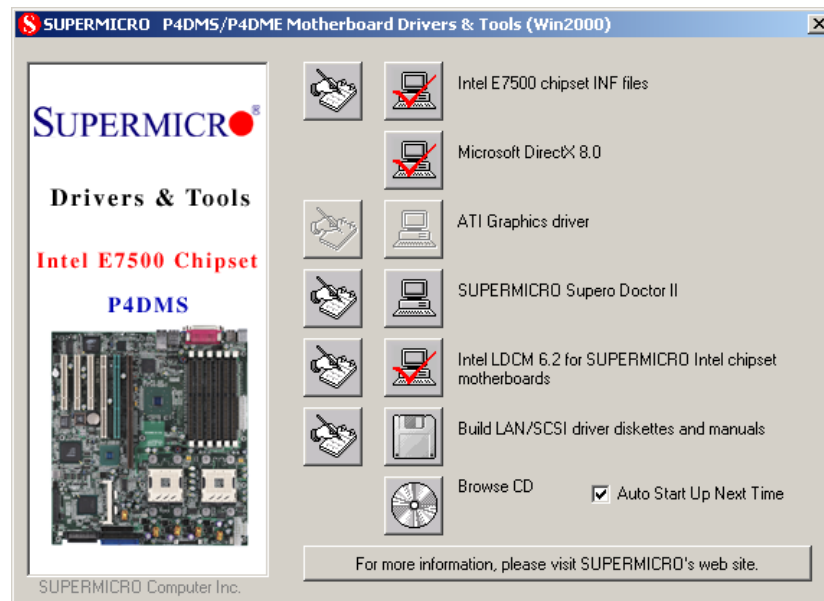 SUPERMICRO P4DMS/P4DME Motherboard Drivers & Tools (Win2000)
SUPERMICRO®
Drivers & Tools
Intel E7500 Chipset
P4DMS
SUPERMICRO Computer Inc.
Intel E7500 chipset INF files
Microsoft DirectX 8.0
ATI Graphics driver
SUPERMICRO Supero Doctor II
Intel LDCM 6.2 for SUPERMICRO Intel chipset
motherboards
Build LAN/SCSI driver diskettes and manuals
Browse CD
Auto Start Up Next Time
For more information, please visit SUPERMICRO's web site.